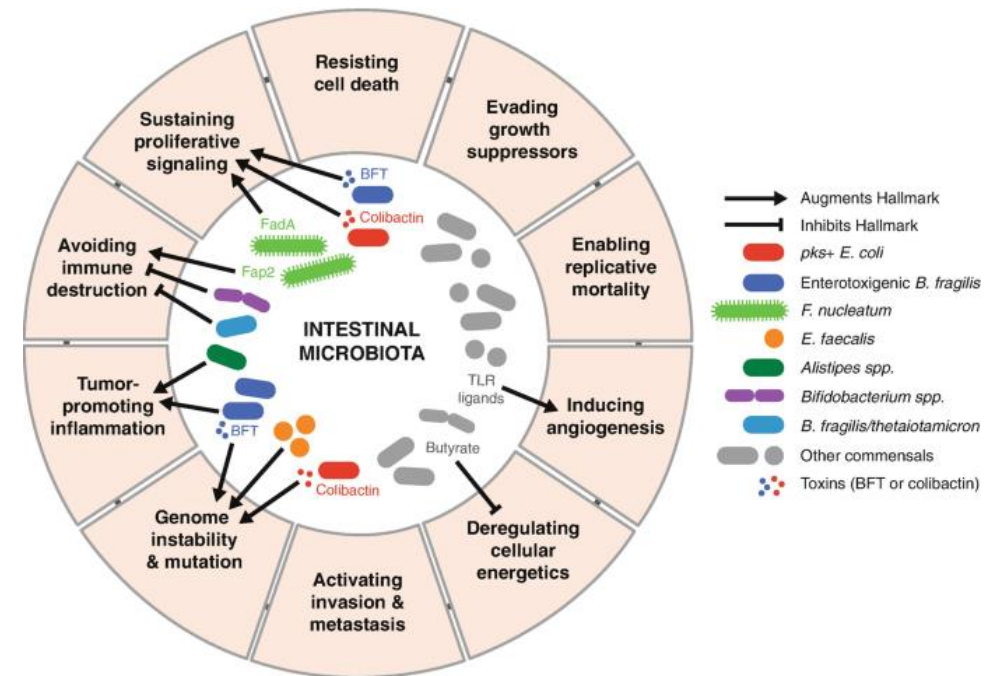 Resisting
cell death
Evading
growth
suppressors
Enabling
replicative
mortality
Inducing
angiogenesis
Deregulating
cellular
energetics
Activating
invasion &
metastasis
Genome
instability
& mutation
Tumor-
promoting
inflammation
Avoiding
immune
destruction
Sustaining
proliferative
signaling
BFT
Colibactin
FadA
Fap2
INTESTINAL
MICROBIOTA
TLR
ligands
Butyrate
BFT
Colibactin
Augments Hallmark
Inhibits Hallmark
pks+ E. coli
Enterotoxigenic B. fragilis
F. nucleatum
E. faecalis
Alistipes spp.
Bifidobacterium spp.
B. fragilis/thetaiotamicron
Other commensals
Toxins (BFT or colibactin)